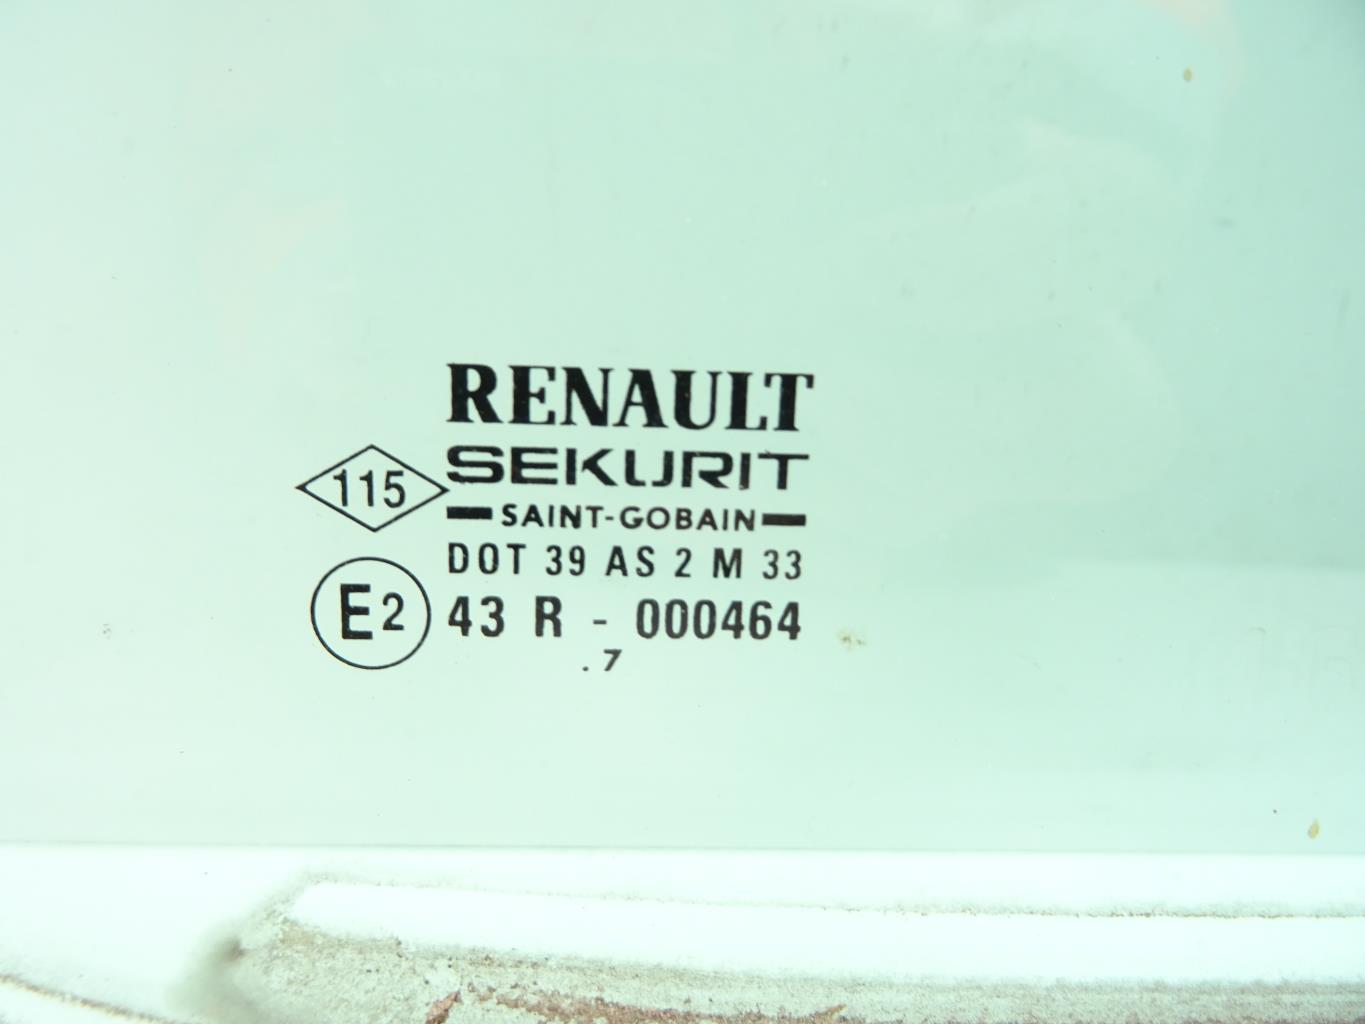 RENAULT
SEKURIT
115
SAINT-GOBAIN
DOT 39 AS 2 M 33
E2 43 R - 000464
. 7